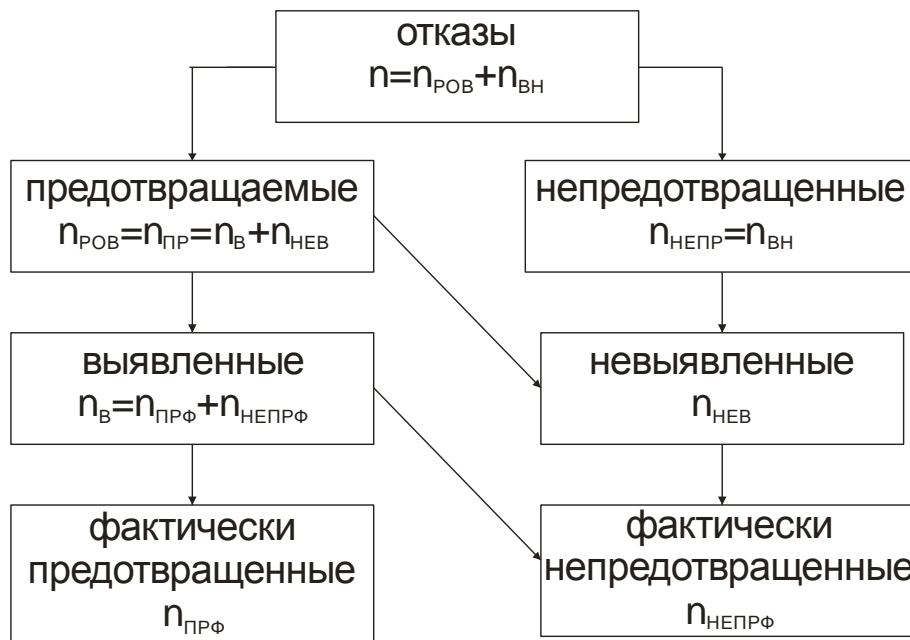 отказы
n=nРОВ+nВН
предотвращаемые
nРОВ=nПР=nВ+nНЕВ
непредотвращенные
nНЕПР=nВН
выявленные
nВ=nПРФ+nНЕПРФ
невыявленные
nНЕВ
фактически
предотвращенные
nПРФ
фактически
непредотвращенные
nНЕПРФ